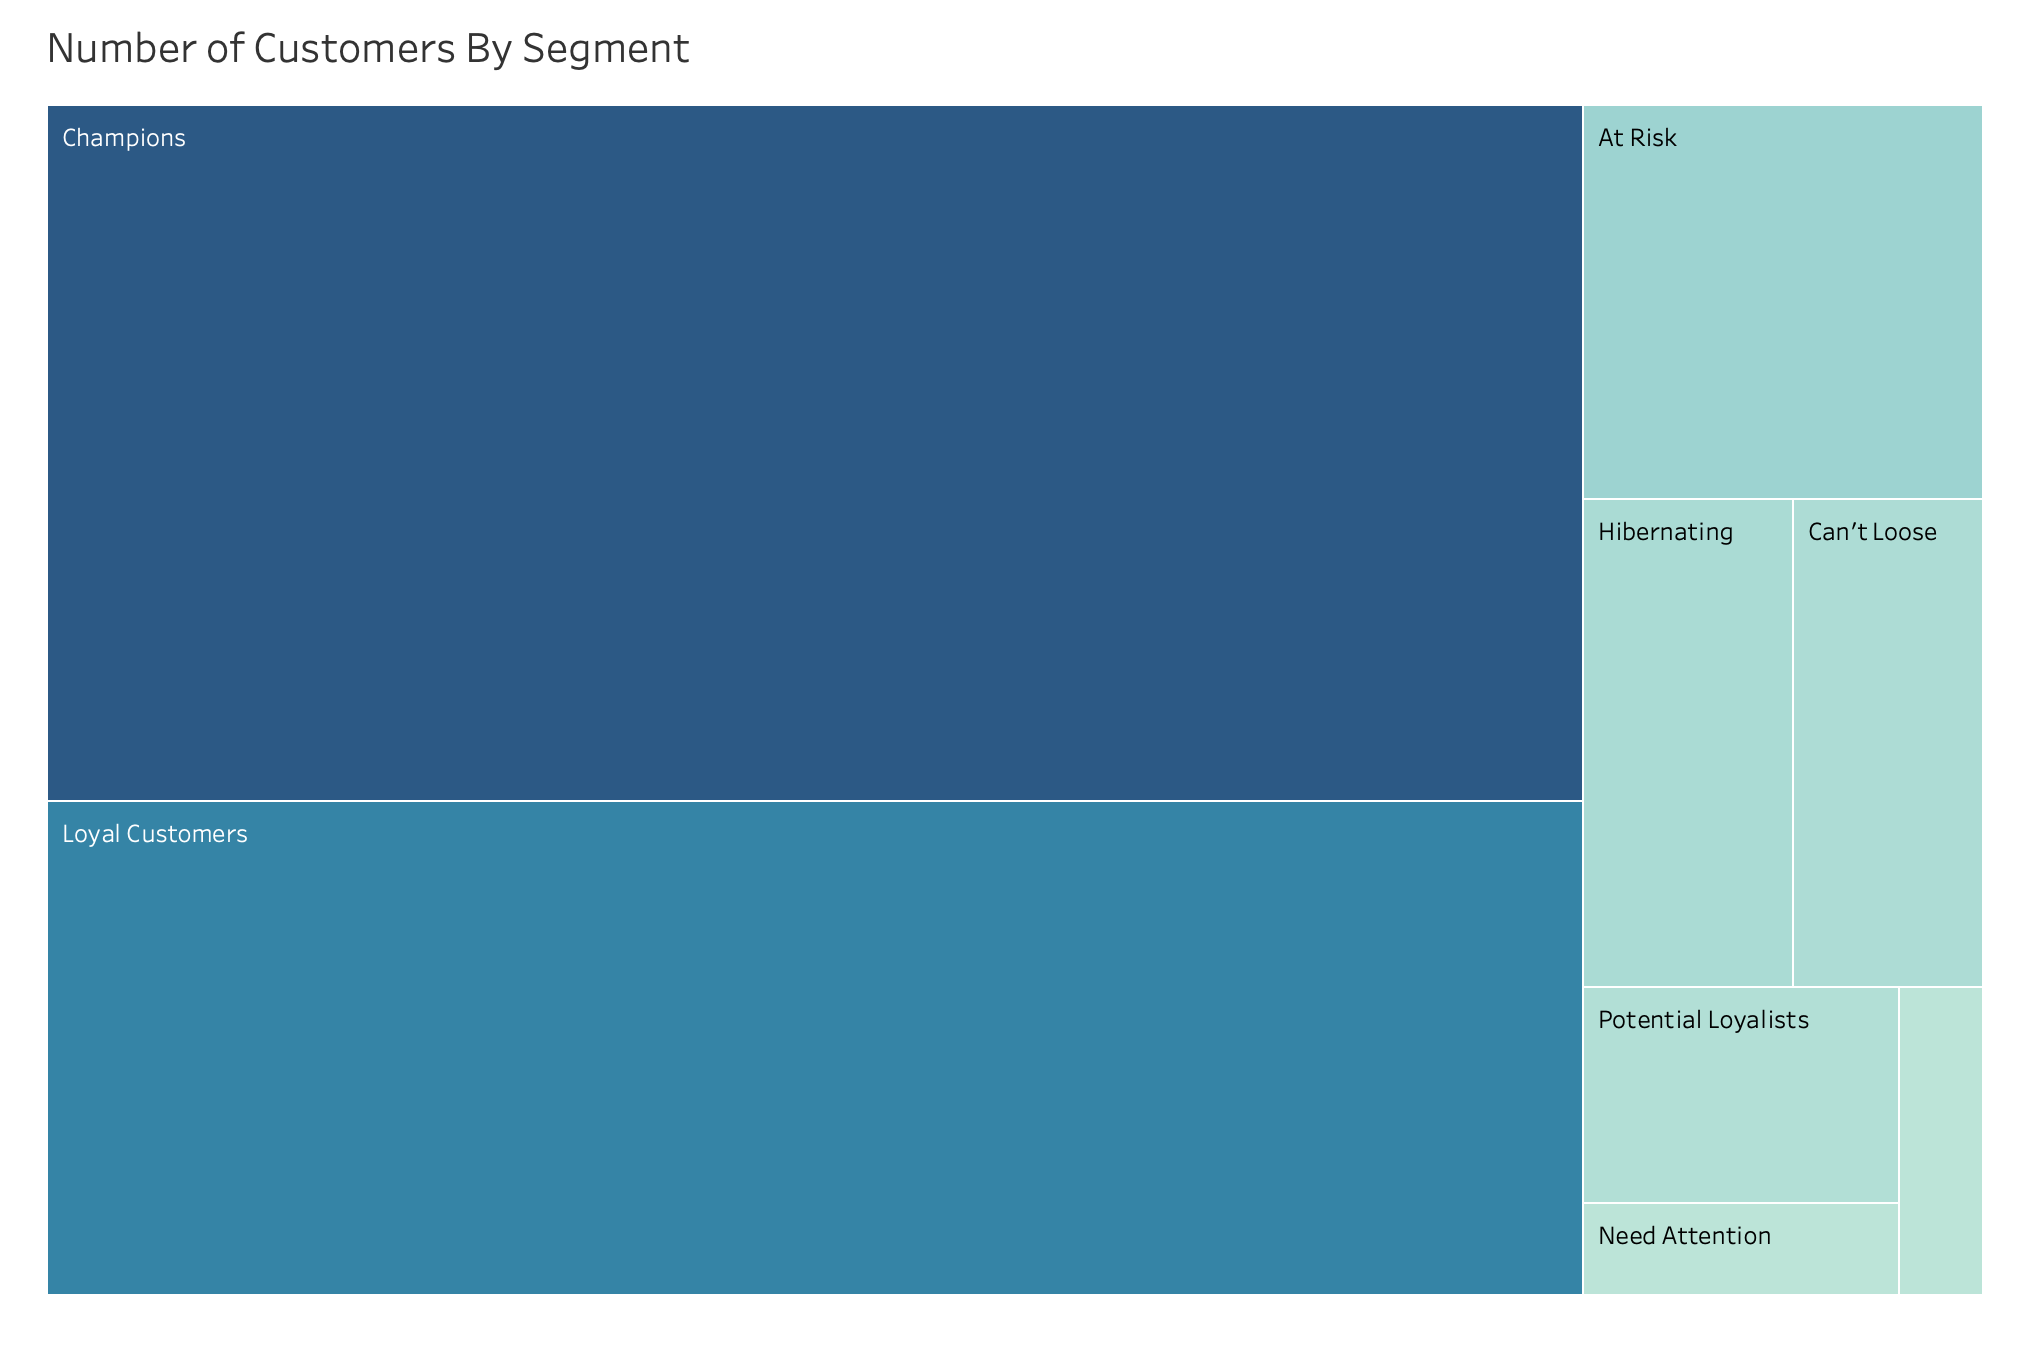 Number of Customers By Segment
Champions
At Risk
Hibernating
Can't Loose
Loyal Customers
Potential Loyalists
Need Attention